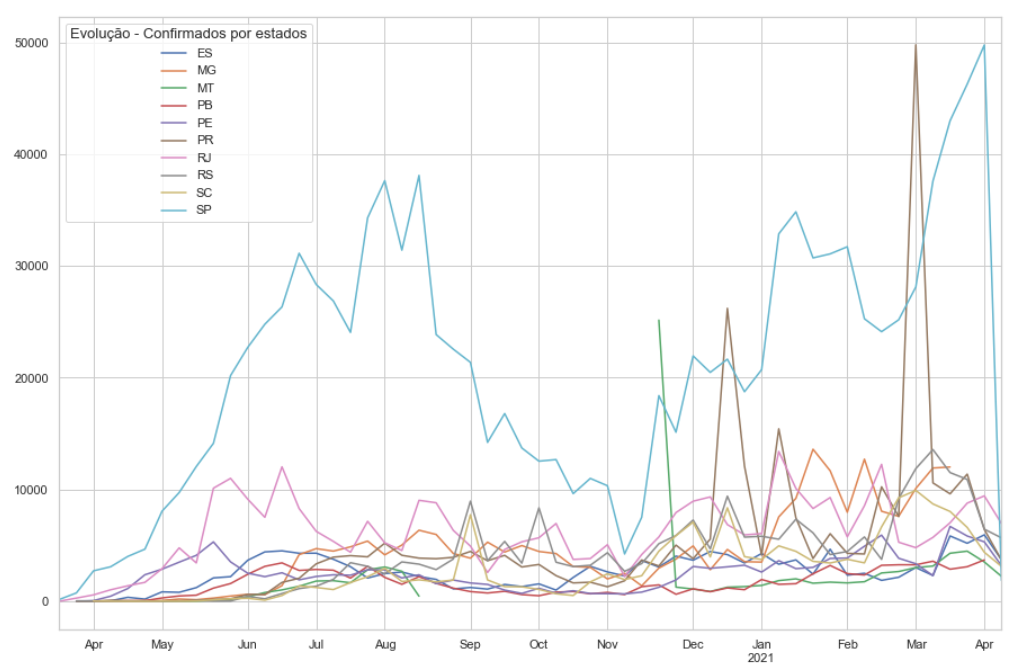 Evolução - Confirmados por estados
ES
MG
MT
PB
PE
PR
RJ
RS
SC
SP
50000
40000
30000
20000
10000
0
Apr May Jun Jul Aug Sep Oct Nov Dec Jan Feb Mar Apr
2021